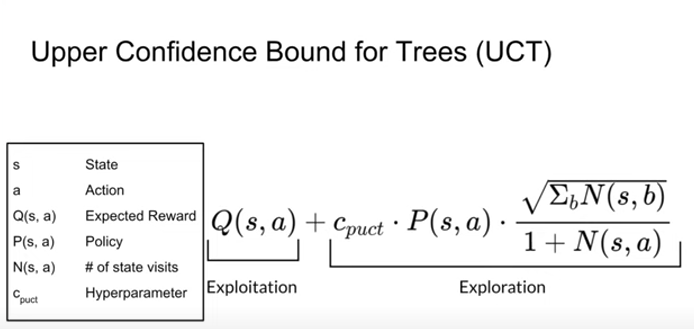 Upper Confidence Bound for Trees (UCT)
s State
a Action
Q(s, a) Expected Reward
P(s, a) Policy
N(s, a) # of state visits
c_puct Hyperparameter
Q(s, a) + c_puct · P(s, a) · √Σ_b N(s, b) / 1 + N(s, a)
Exploitation
Exploration